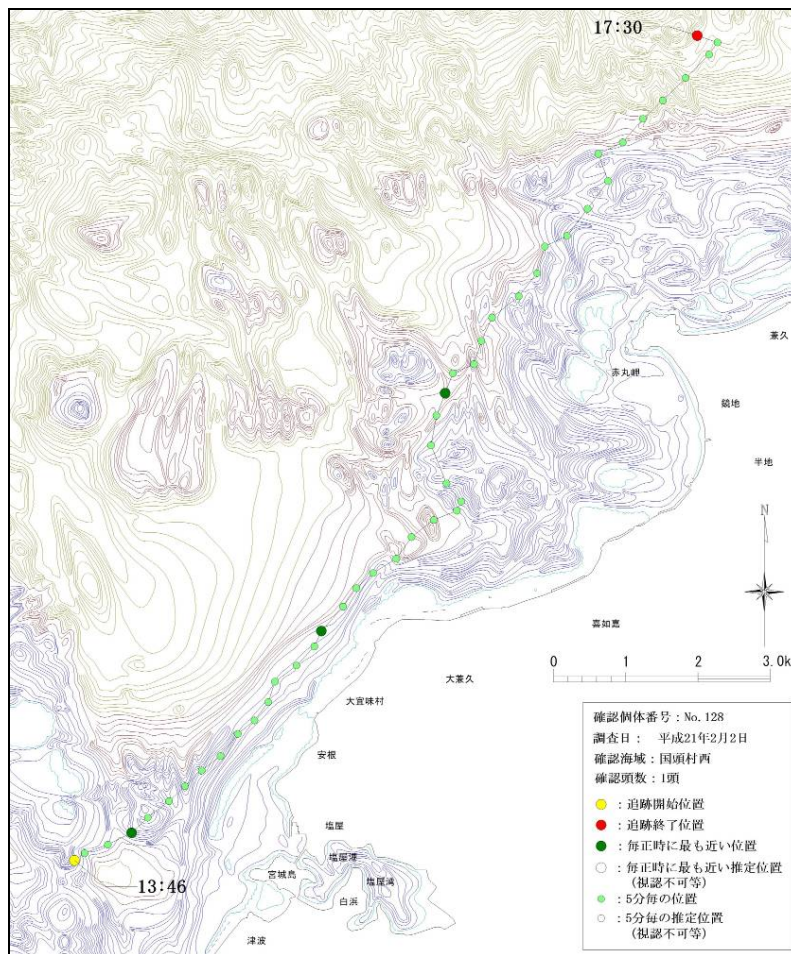 17:30
兼久
赤丸岬
鏡地
半地
N
喜如嘉
大兼久
0 1 2 3.0k
大宜味村
安根
塩屋
塩屋港
宮城島
塩屋湾
白浜
津波
13:46
確認個体番号：No.128
調査日： 平成21年2月2日
確認海域：国頭村西
確認頭数：1頭
：追跡開始位置
：追跡終了位置
：毎正時に最も近い位置
：毎正時に最も近い推定位置
(視認不可等)
：5分毎の位置
：5分毎の推定位置
(視認不可等)